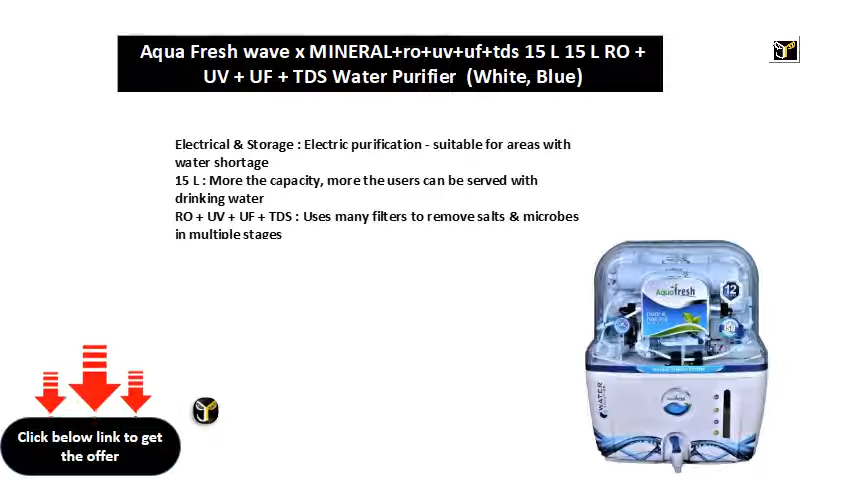 Aqua Fresh wave x MINERAL+ro+uv+uf+tds 15 L 15 L RO +
UV + UF + TDS Water Purifier (White, Blue)
Electrical & Storage : Electric purification - suitable for areas with
water shortage
15 L : More the capacity, more the users can be served with
drinking water
RO + UV + UF + TDS : Uses many filters to remove salts & microbes
in multiple stages
Aquafresh
12
WATER
Click below link to get
the offer